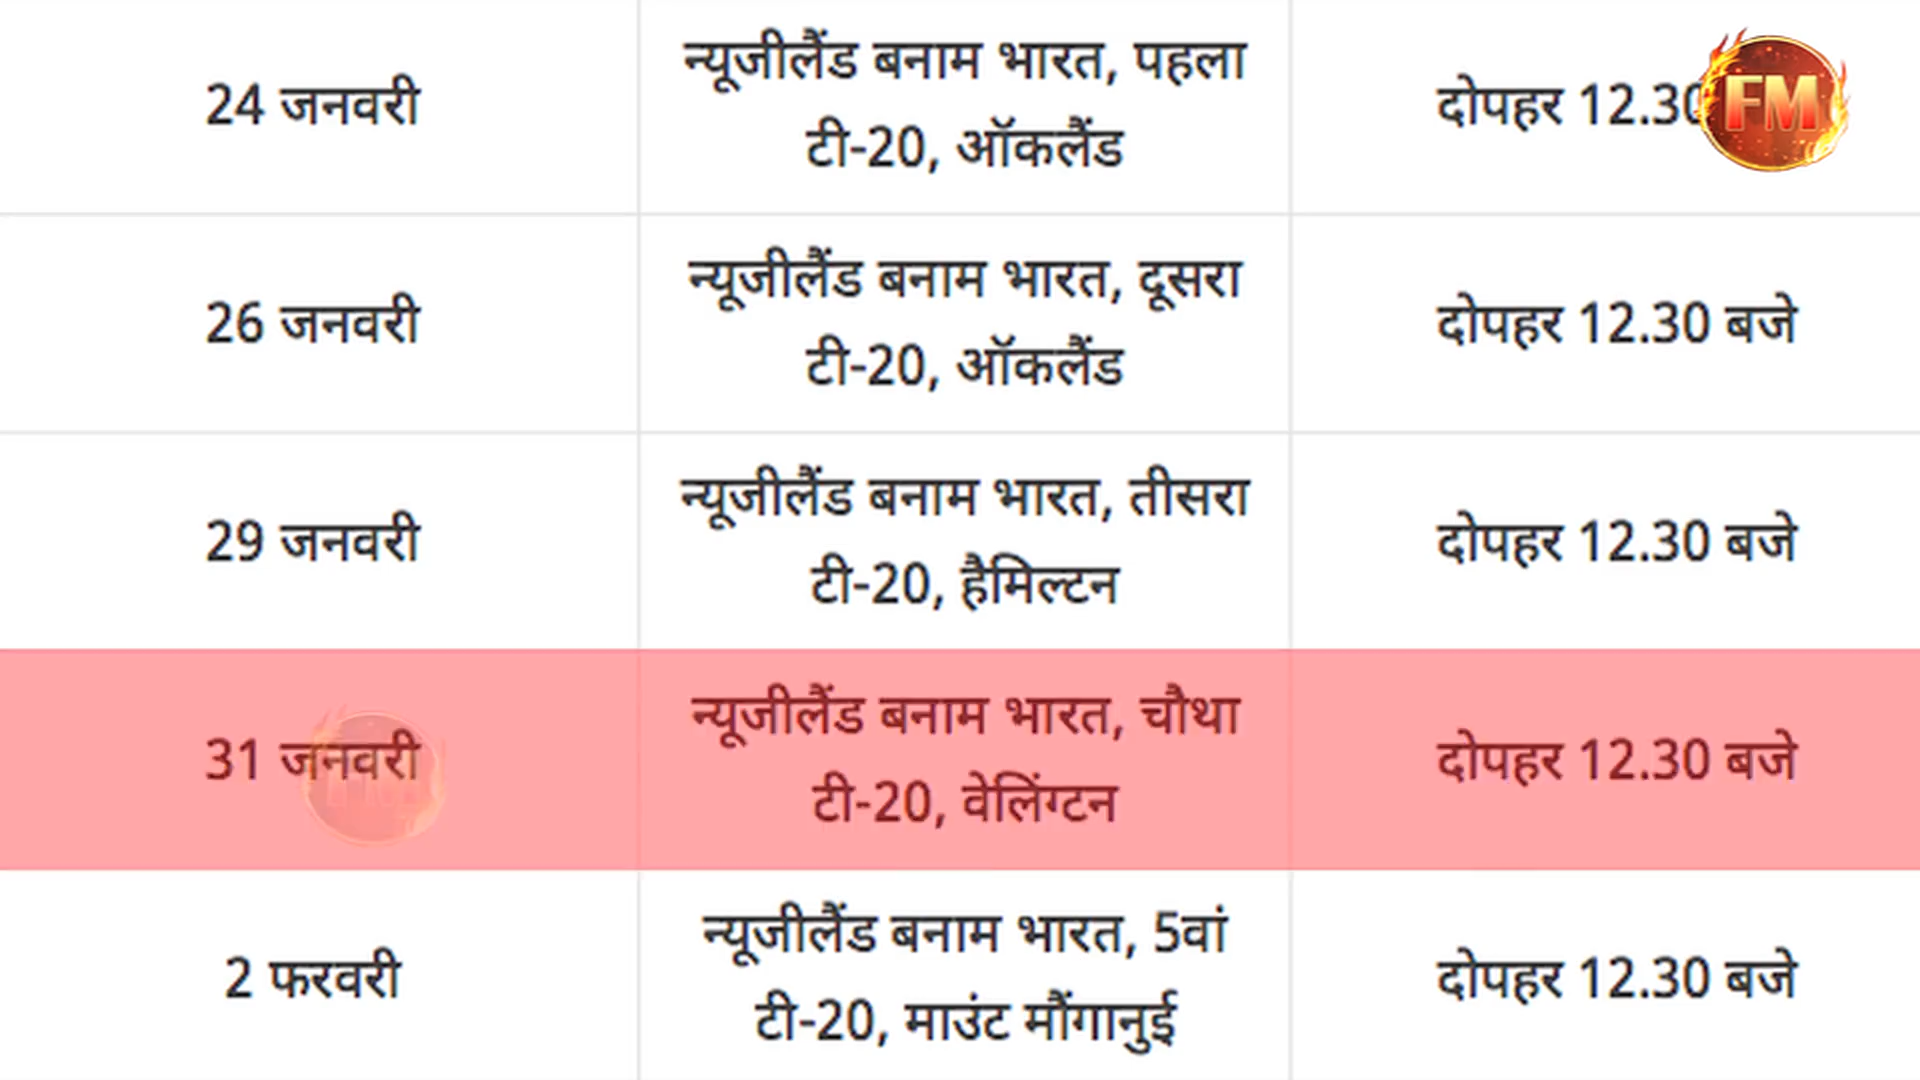 24 जनवरी
न्यूजीलैंड बनाम भारत, पहला
टी-20, ऑकलैंड
दोपहर 12.30
FM
26 जनवरी
न्यूजीलैंड बनाम भारत, दूसरा
टी-20, ऑकलैंड
दोपहर 12.30 बजे
29 जनवरी
न्यूजीलैंड बनाम भारत, तीसरा
टी-20, हैमिल्टन
दोपहर 12.30 बजे
31 जनवरी
न्यूजीलैंड बनाम भारत, चौथा
टी-20, वेलिंग्टन
दोपहर 12.30 बजे
2 फरवरी
न्यूजीलैंड बनाम भारत, 5वां
टी-20, माउंट मौंगानुई
दोपहर 12.30 बजे